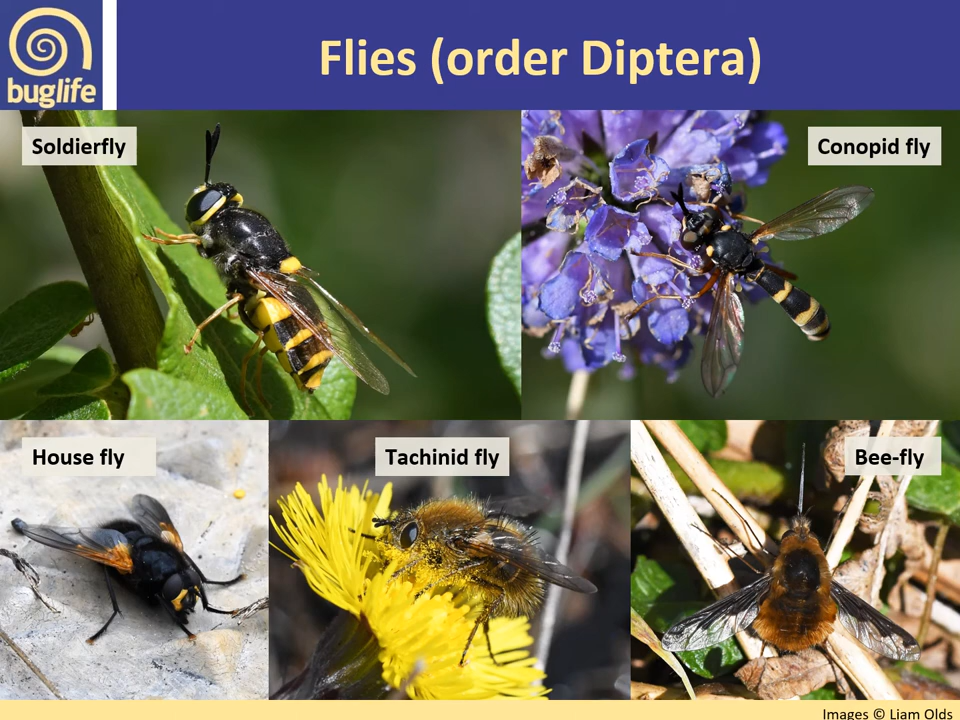 buglife
Flies (order Diptera)
Soldierfly
Conopid fly
House fly
Tachinid fly
Bee-fly
Images © Liam Olds